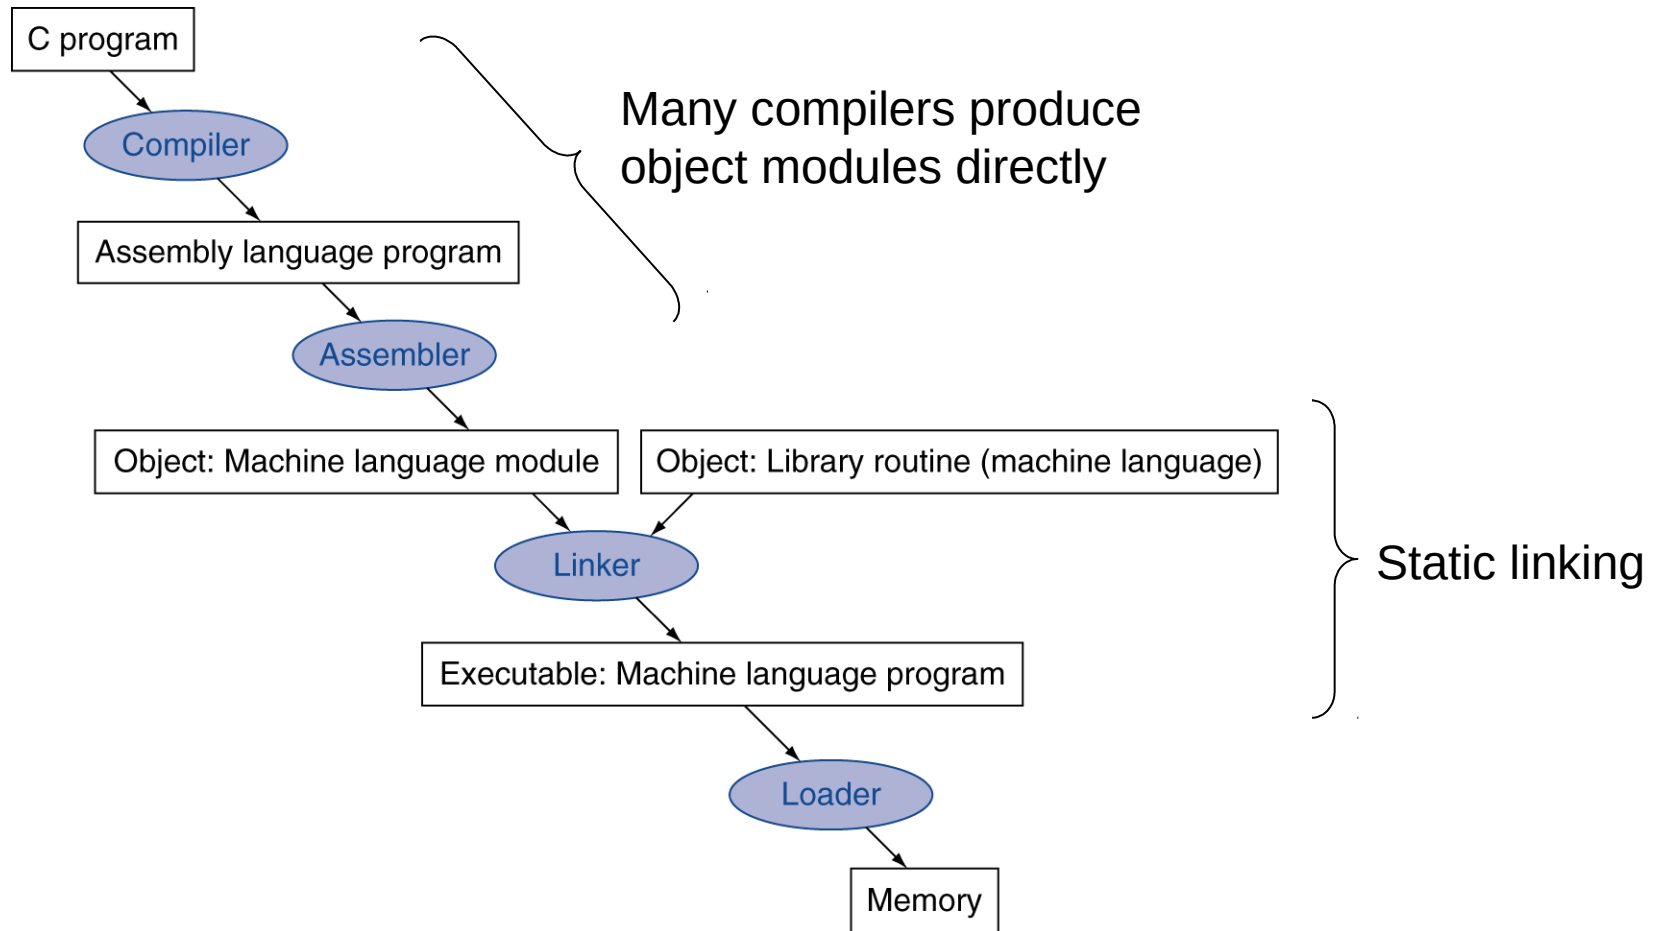 C program
Many compilers produce
object modules directly
Compiler
Assembly language program
Assembler
Object: Machine language module
Object: Library routine (machine language)
Linker
Static linking
Executable: Machine language program
Loader
Memory